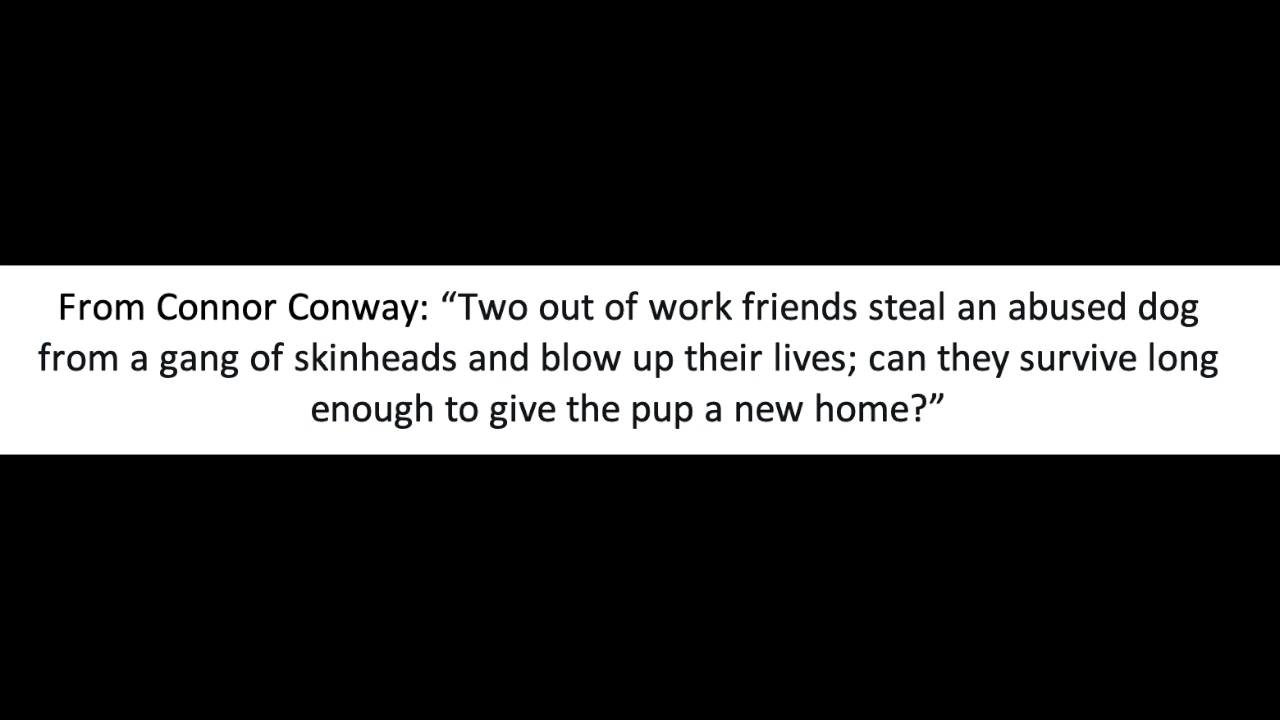 From Connor Conway: “Two out of work friends steal an abused dog
from a gang of skinheads and blow up their lives; can they survive long
enough to give the pup a new home?”